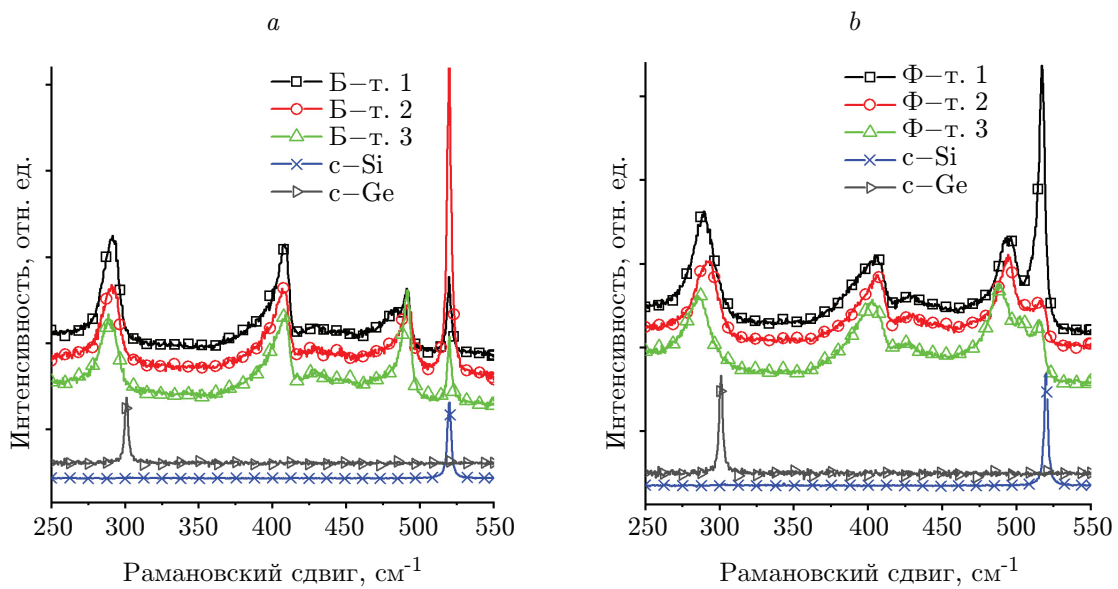 a
b
Б–т. 1
Б–т. 2
Б–т. 3
c–Si
c–Ge
Ф–т. 1
Ф–т. 2
Ф–т. 3
c–Si
c–Ge
Интенсивность, отн. ед.
Интенсивность, отн. ед.
250 300 350 400 450 500 550
250 300 350 400 450 500 550
Рамановский сдвиг, см-1
Рамановский сдвиг, см-1